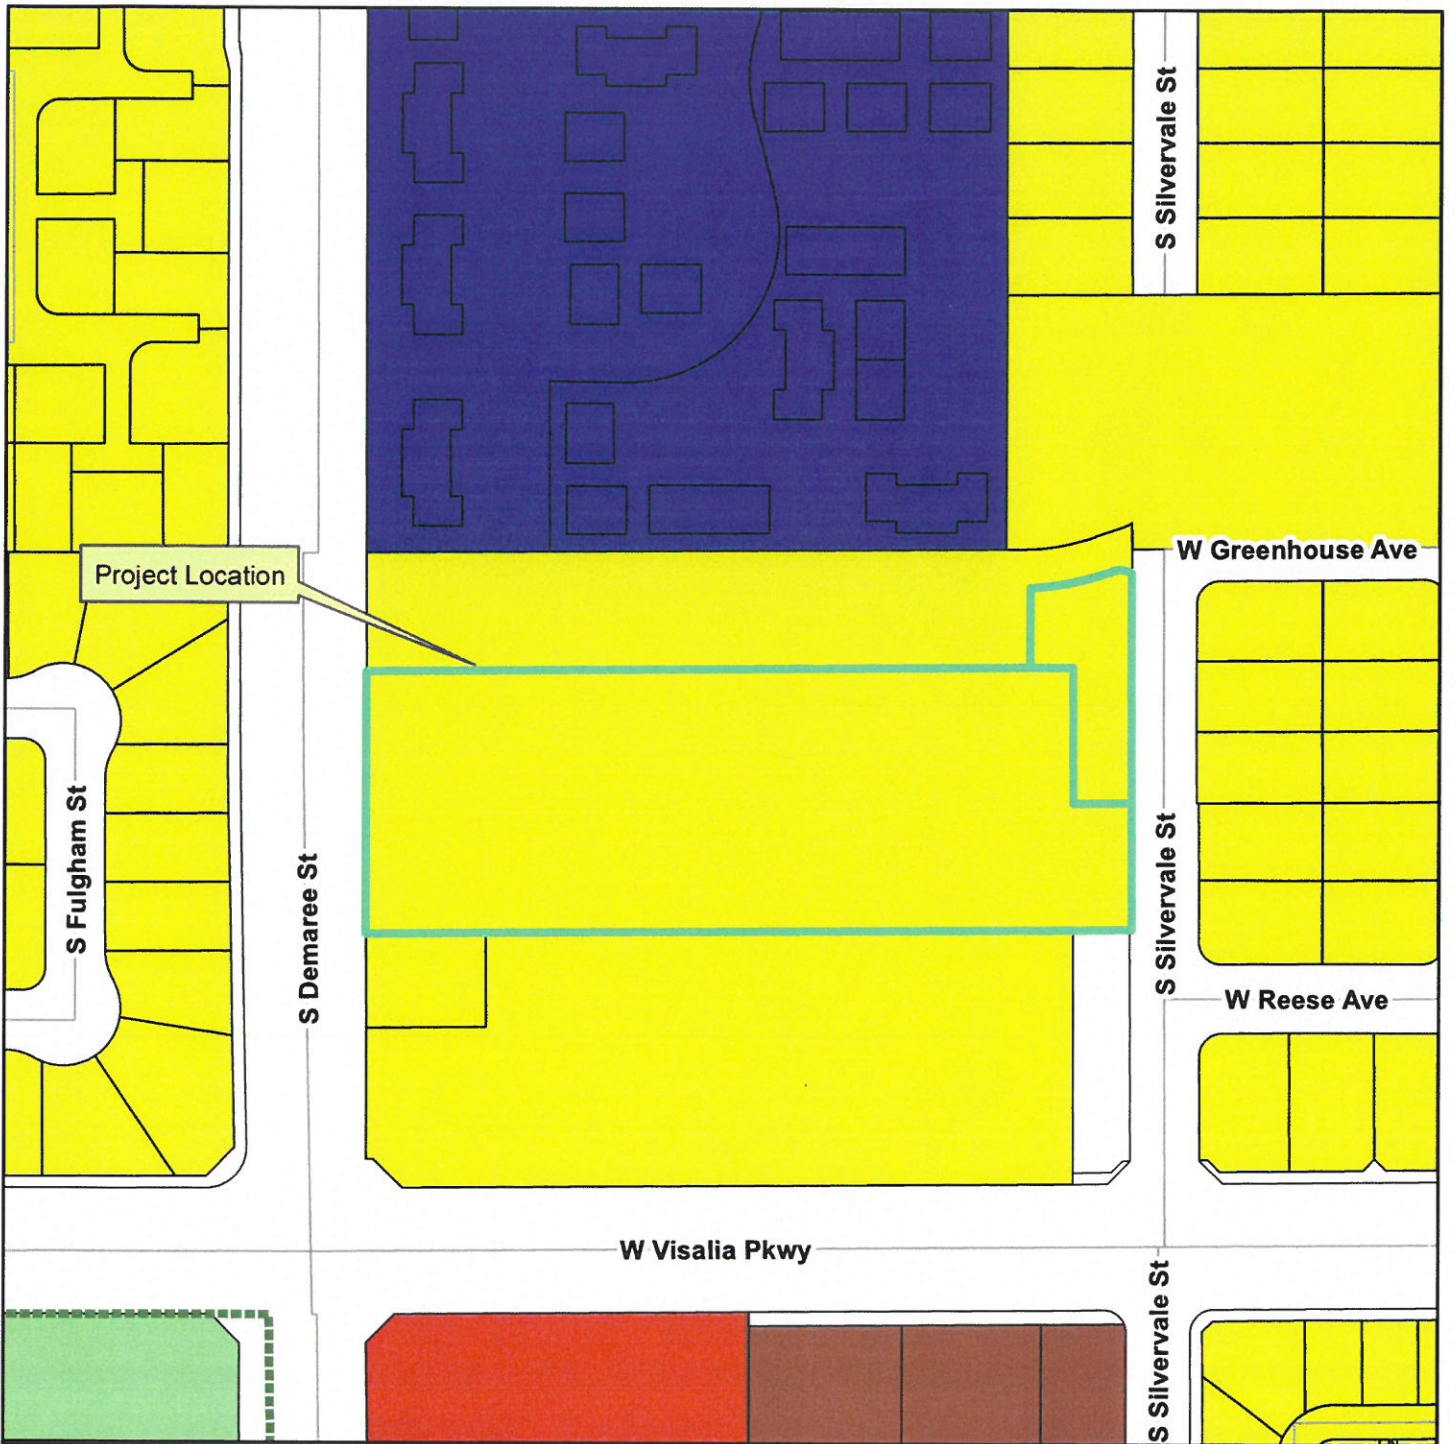 S Silvervale St
W Greenhouse Ave
Project Location
S Fulgham St
S Demaree St
S Silvervale St
W Reese Ave
W Visalia Pkwy
S Silvervale St